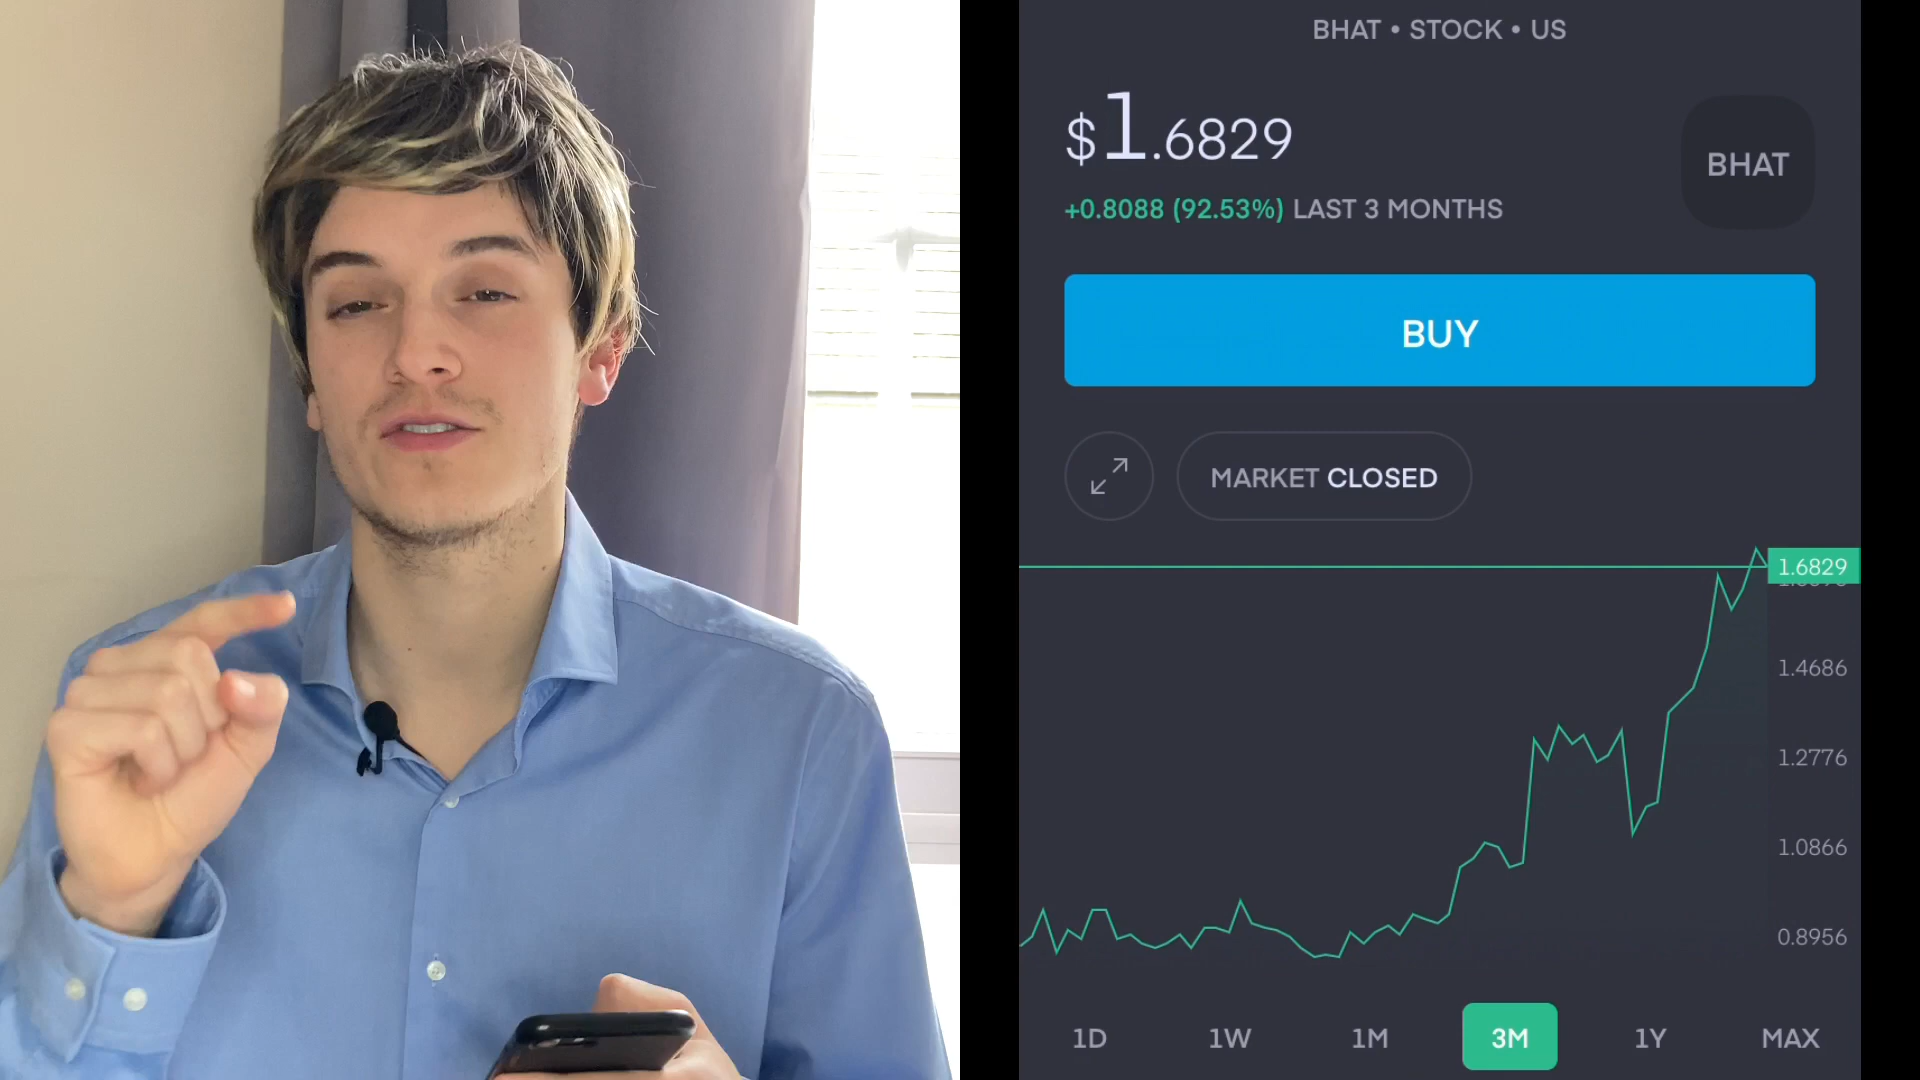 BHAT • STOCK • US
$1.6829
BHAT
+0.8088 (92.53%) LAST 3 MONTHS
BUY
MARKET CLOSED
1.6829
1.4686
1.2776
1.0866
0.8956
1D 1W 1M 3M 1Y MAX